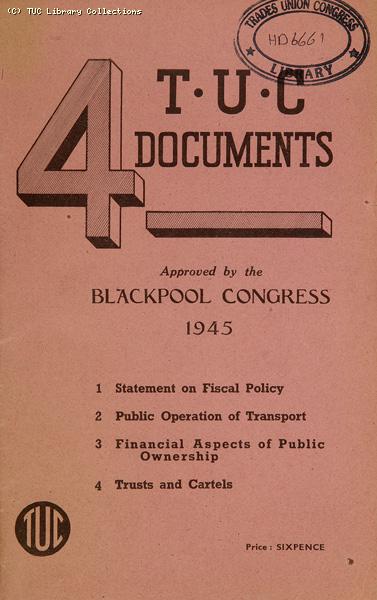 (C) TUC Library Collections
TRADES UNION CONGRESS
HD6661
LIBRARY
4 T·U·C
DOCUMENTS
Approved by the
BLACKPOOL CONGRESS
1945
1 Statement on Fiscal Policy
2 Public Operation of Transport
3 Financial Aspects of Public
Ownership
4 Trusts and Cartels
TUC
Price : SIXPENCE